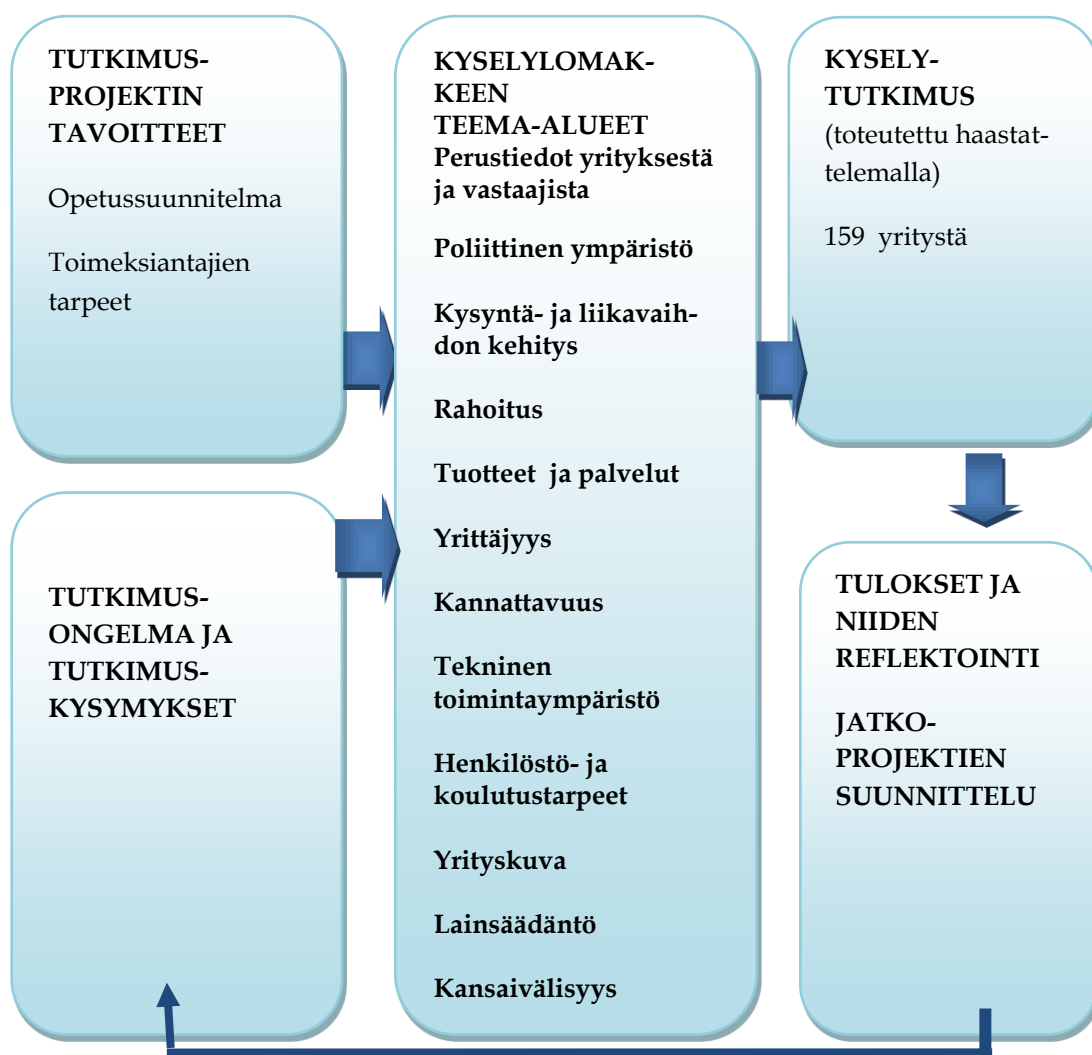 TUTKIMUS-
PROJEKTIN
TAVOITTEET
Opetussuunnitelma
Toimeksiantajien
tarpeet
TUTKIMUS-
ONGELMA JA
TUTKIMUS-
KYSYMYKSET
KYSELYLOMAK-
KEEN
TEEMA-ALUEET
Perustiedot yrityksestä
ja vastaajista
Poliittinen ympäristö
Kysyntä- ja liikavaih-
don kehitys
Rahoitus
Tuotteet ja palvelut
Yrittäjyys
Kannattavuus
Tekninen
toimintaympäristö
Henkilöstö- ja
koulutustarpeet
Yrityskuva
Lainsäädäntö
Kansaivälisyys
KYSELY-
TUTKIMUS
(toteutettu haastat-
telemalla)
159 yritystä
TULOKSET JA
NIIDEN
REFLEKTOINTI
JATKO-
PROJEKTIEN
SUUNNITTELU